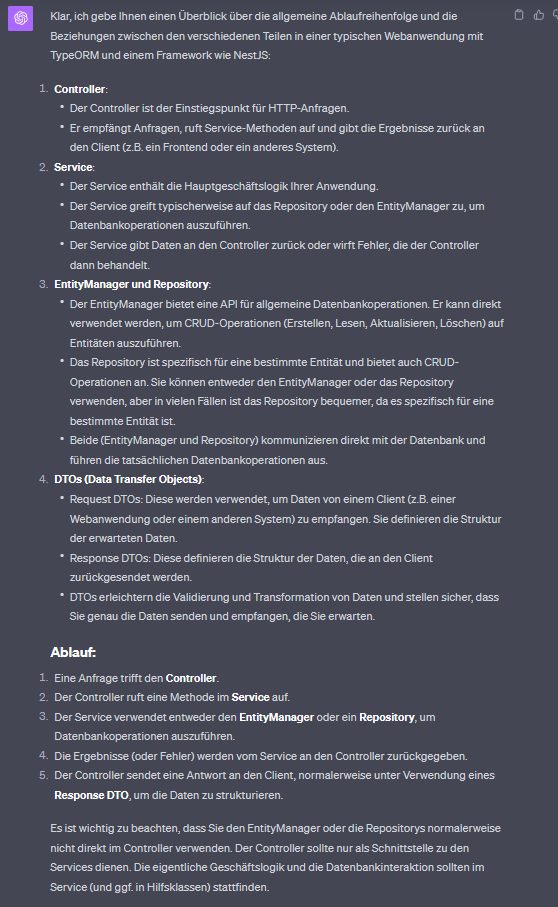 Klar, ich gebe Ihnen einen Überblick über die allgemeine Ablaufreihenfolge und die
Beziehungen zwischen den verschiedenen Teilen in einer typischen Webanwendung mit
TypeORM und einem Framework wie NestJS:
1. Controller:
• Der Controller ist der Einstiegspunkt für HTTP-Anfragen.
• Er empfängt Anfragen, ruft Service-Methoden auf und gibt die Ergebnisse zurück an
den Client (z.B. ein Frontend oder ein anderes System).
2. Service:
• Der Service enthält die Hauptgeschäftslogik Ihrer Anwendung.
• Der Service greift typischerweise auf das Repository oder den EntityManager zu, um
Datenbankoperationen auszuführen.
• Der Service gibt Daten an den Controller zurück oder wirft Fehler, die der Controller
dann behandelt.
3. EntityManager und Repository:
• Der EntityManager bietet eine API für allgemeine Datenbankoperationen. Er kann direkt
verwendet werden, um CRUD-Operationen (Erstellen, Lesen, Aktualisieren, Löschen) auf
Entitäten auszuführen.
• Das Repository ist spezifisch für eine bestimmte Entität und bietet auch CRUD-
Operationen an. Sie können entweder den EntityManager oder das Repository
verwenden, aber in vielen Fällen ist das Repository bequemer, da es spezifisch für eine
bestimmte Entität ist.
• Beide (EntityManager und Repository) kommunizieren direkt mit der Datenbank und
führen die tatsächlichen Datenbankoperationen aus.
4. DTOs (Data Transfer Objects):
• Request DTOs: Diese werden verwendet, um Daten von einem Client (z.B. einer
Webanwendung oder einem anderen System) zu empfangen. Sie definieren die Struktur
der erwarteten Daten.
• Response DTOs: Diese definieren die Struktur der Daten, die an den Client
zurückgesendet werden.
• DTOs erleichtern die Validierung und Transformation von Daten und stellen sicher, dass
Sie genau die Daten senden und empfangen, die Sie erwarten.
Ablauf:
1. Eine Anfrage trifft den Controller.
2. Der Controller ruft eine Methode im Service auf.
3. Der Service verwendet entweder den EntityManager oder ein Repository, um
Datenbankoperationen auszuführen.
4. Die Ergebnisse (oder Fehler) werden vom Service an den Controller zurückgegeben.
5. Der Controller sendet eine Antwort an den Client, normalerweise unter Verwendung eines
Response DTO, um die Daten zu strukturieren.
Es ist wichtig zu beachten, dass Sie den EntityManager oder die Repositorys normalerweise
nicht direkt im Controller verwenden. Der Controller sollte nur als Schnittstelle zu den
Services dienen. Die eigentliche Geschäftslogik und die Datenbankinteraktion sollten im
Service (und ggf. in Hilfsklassen) stattfinden.